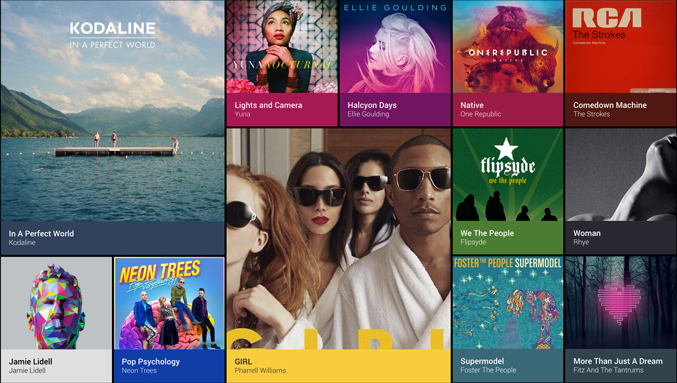 KODALINE
IN A PERFECT WORLD
In A Perfect World
Kodaline
YUNA NOCTURNAL
Lights and Camera
Yuna
ELLIE GOULDING
Halcyon Days
Ellie Goulding
ONEREPUBLIC
NATIVE
Native
One Republic
RCA
The Strokes
Comedown Machine
Comedown Machine
The Strokes
flipsyde
we the people
We The People
Flipsyde
Woman
Rhye
Jamie Lidell
Jamie Lidell
NEON TREES
Pop Psychology
Pop Psychology
Neon Trees
GIRL
GIRL
Pharrell Williams
FOSTER THE PEOPLE SUPERMODEL
Supermodel
Foster The People
More Than Just A Dream
Fitz And The Tantrums